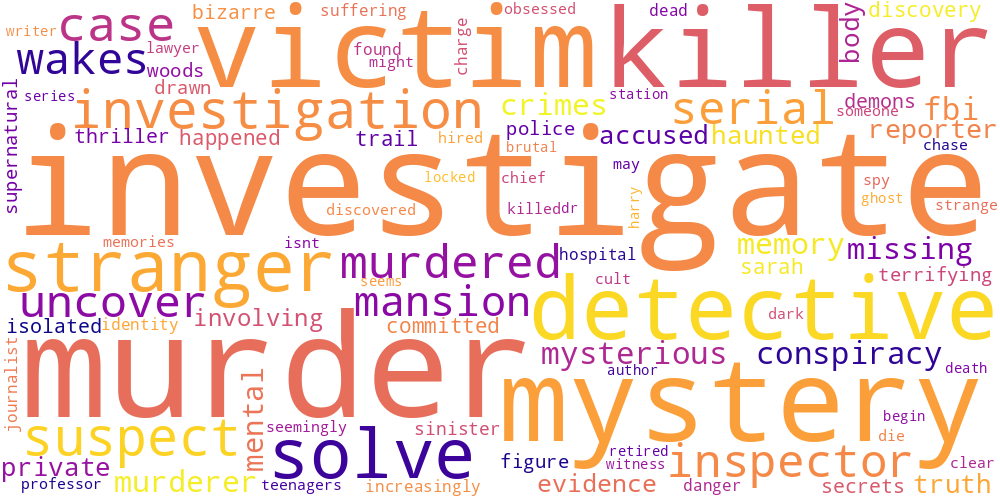 writer
case
bizarre
suffering
obsessed
dead
discovery
wakes
lawyer
victim
killer
body
found
might
charge
woods
drawn
series
investigation
crimes
station
serial
demons
someone
fbi
supernatural
thriller
happened
trail
hired
police
brutal
accused
haunted
reporter
chase
investigate
locked
chief
may
spy
ghost
strange
discovered
killed
dr
harry
memories
isnt
stranger
murdered
seems
hospital
cult
memory
sarah
missing
terrifying
uncover
mansion
detective
dark
isolated
identity
involving
committed
journalist
murder
mysterious
conspiracy
author
death
mystery
mental
suspect
seemingly
sinister
solve
begin
die
retired
witness
figure
inspector
clear
private
professor
murderer
teenagers
increasingly
evidence
danger
secrets
truth